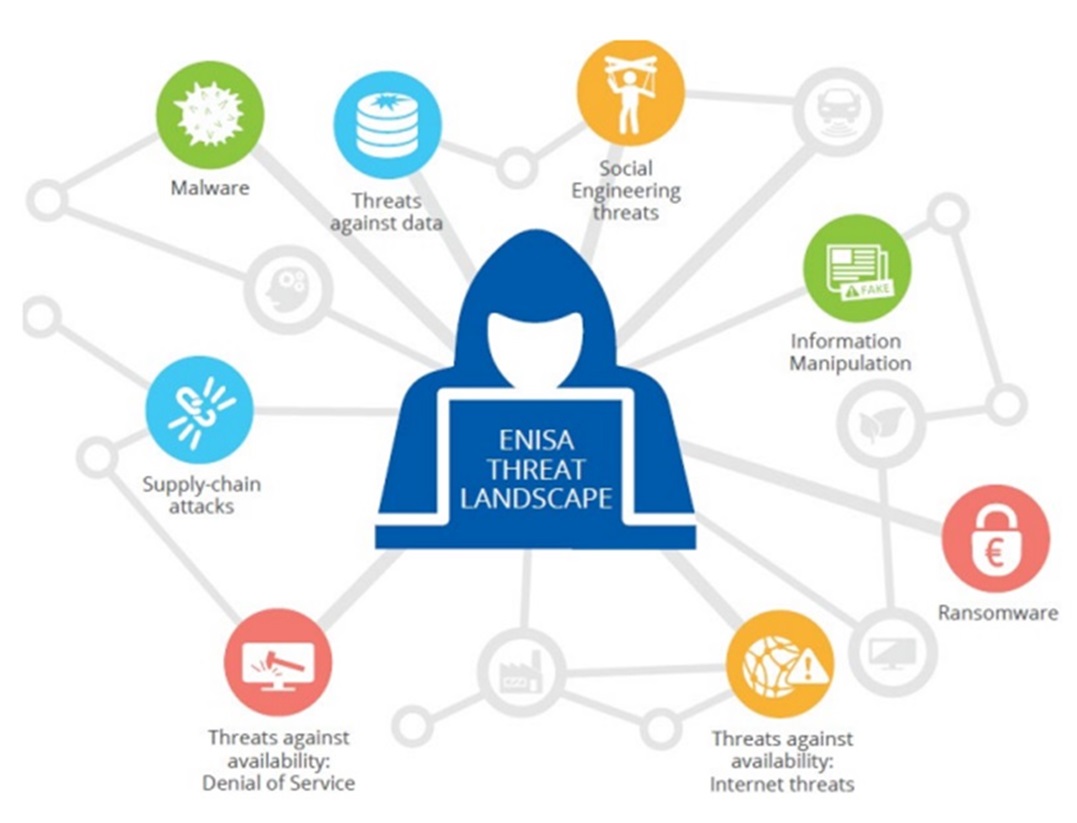 Malware
Threats
against data
Social
Engineering
threats
FAKE
Information
Manipulation
ENISA
THREAT
LANDSCAPE
Supply-chain
attacks
€
Ransomware
Threats against
availability:
Denial of Service
Threats against
availability:
Internet threats